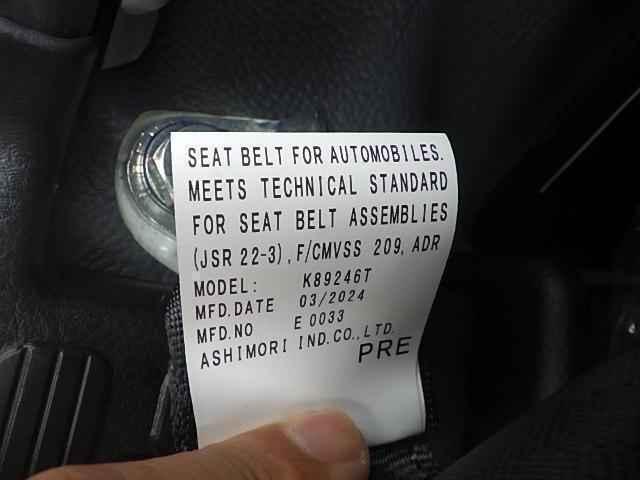 SEAT BELT FOR AUTOMOBILES.
MEETS TECHNICAL STANDARD
FOR SEAT BELT ASSEMBLIES
(JSR 22-3), F/CMVSS 209, ADR
MODEL: K89246T
MFD.DATE 03/2024
MFD.NO E 0033
ASHIMORI IND.CO.,LTD.
PRE